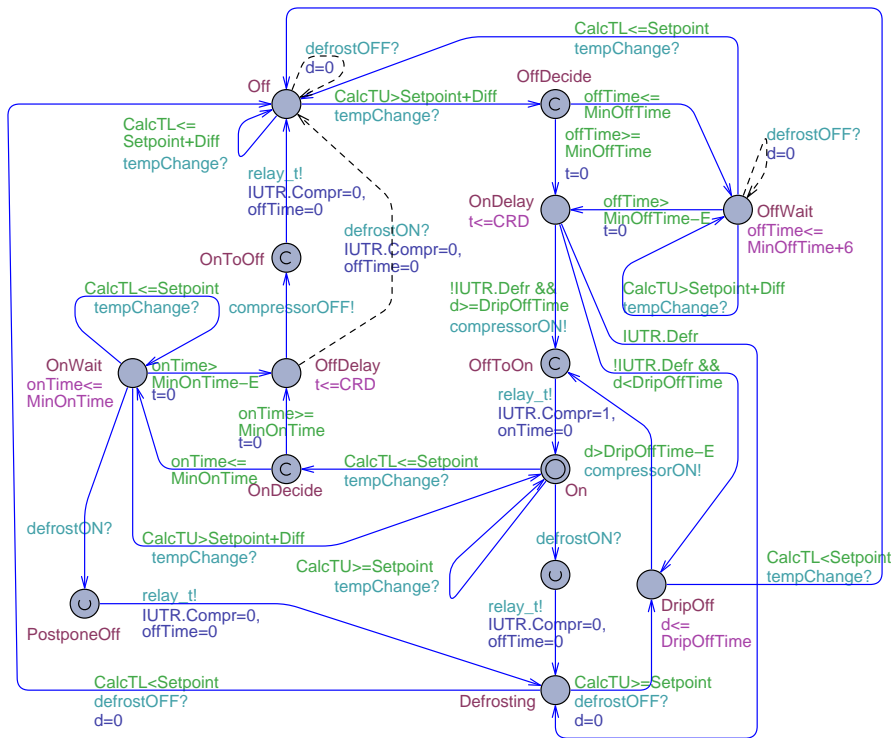 CalcTL<=Setpoint
tempChange?
defrostOFF?
d=0
Off
OffDecide
CalcTU>Setpoint+Diff
tempChange?
offTime<=
MinOffTime
CalcTL<=
Setpoint+Diff
tempChange?
offTime>=
MinOffTime
t=0
defrostOFF?
d=0
relay_t!
IUTR.Compr=0,
offTime=0
OnDelay
t<=CRD
offTime>
MinOffTime−E
t=0
OffWait
offTime<=
MinOffTime+6
defrostON?
IUTR.Compr=0,
offTime=0
OnToOff
CalcTL<=Setpoint
tempChange?
compressorOFF!
!IUTR.Defr &&
d>=DripOffTime
compressorON!
CalcTU>Setpoint+Diff
tempChange?
!IUTR.Defr
!IUTR.Defr &&
d<DripOffTime
OnWait
onTime<=
MinOnTime
onTime>
MinOnTime−E
t=0
OffDelay
t<=CRD
OffToOn
relay_t!
IUTR.Compr=1,
onTime=0
onTime>=
MinOnTime
t=0
onTime<=
MinOnTime
OnDecide
CalcTL<=Setpoint
tempChange?
On
d>DripOffTime−E
compressorON!
defrostON?
CalcTU>Setpoint+Diff
tempChange?
CalcTU>=Setpoint
tempChange?
defrostON?
CalcTL<Setpoint
tempChange?
PostponeOff
relay_t!
IUTR.Compr=0,
offTime=0
relay_t!
IUTR.Compr=0,
offTime=0
DripOff
d<=
DripOffTime
CalcTL<Setpoint
defrostOFF?
d=0
Defrosting
CalcTU>=Setpoint
defrostOFF?
d=0